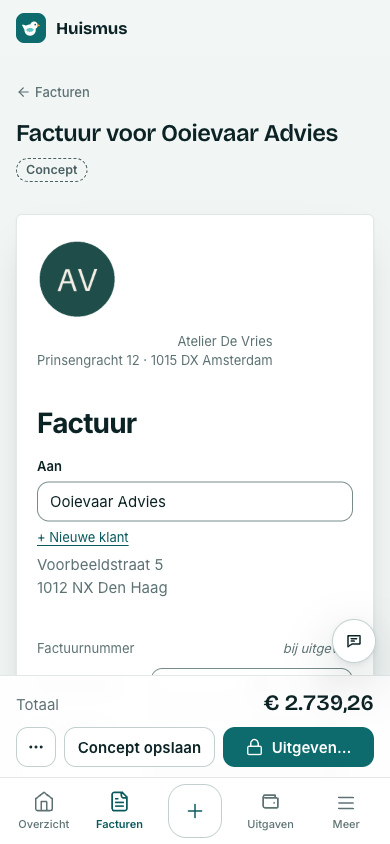 Huismus
← Facturen
Factuur voor Ooievaar Advies
Concept
AV
Atelier De Vries
Prinsengracht 12 · 1015 DX Amsterdam
Factuur
Aan
Ooievaar Advies
+ Nieuwe klant
Voorbeeldstraat 5
1012 NX Den Haag
Factuurnummer
bij
Totaal
€ 2.739,26
Concept opslaan
Uitgeven...
Overzicht
Facturen
Uitgaven
Meer